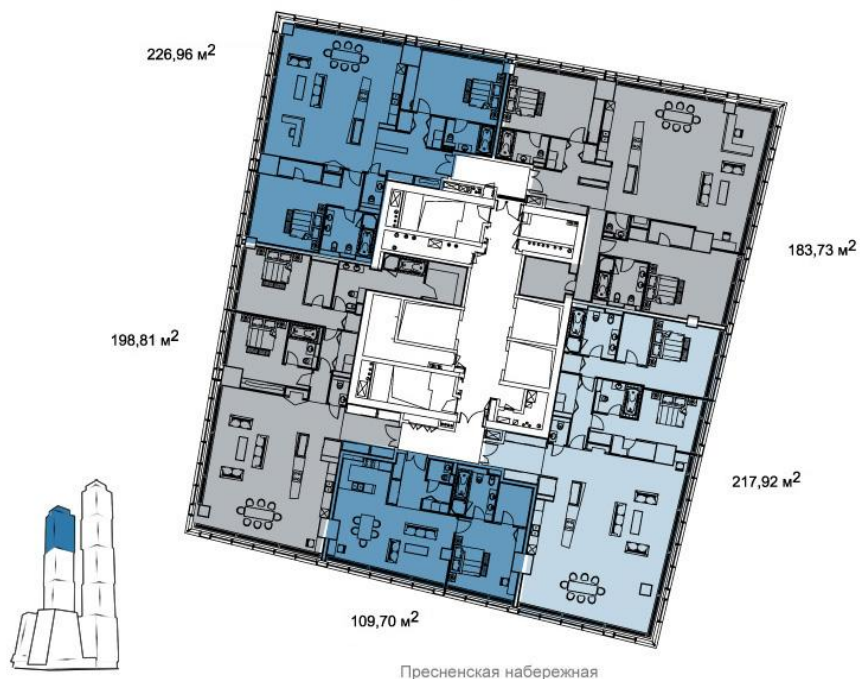 226,96 м²
183,73 м²
198,81 м²
217,92 м²
109,70 м²
Пресненская набережная